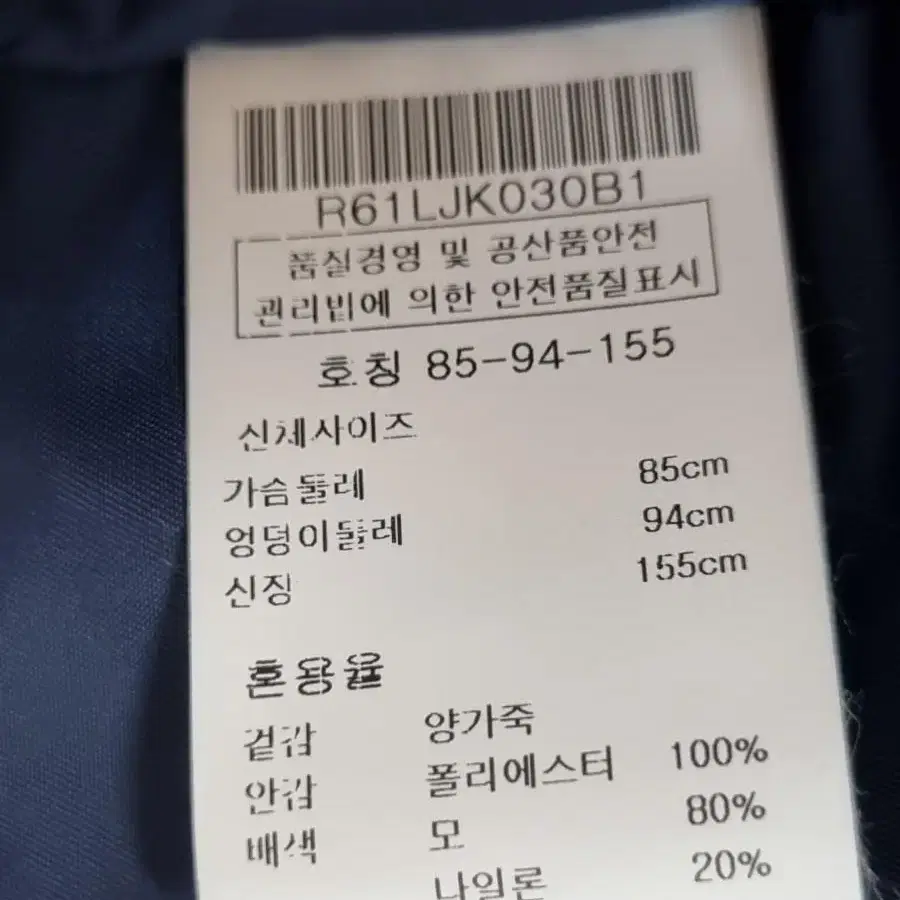 R61LJK030B1
품질경영 및 공산품안전
관리법에 의한 안전품질표시
호칭 85-94-155
신체사이즈
가슴둘레 85cm
엉덩이둘레 94cm
신장 155cm
혼용율
겉감 양가죽
안감 폴리에스터 100%
배색 모 80%
나일론 20%